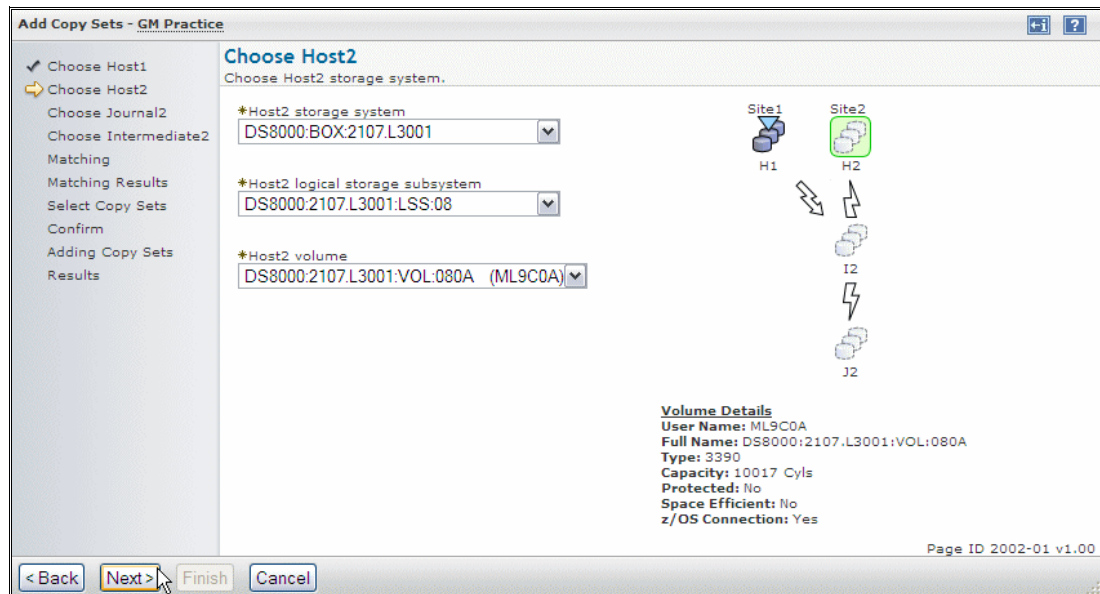 Add Copy Sets - GM Practice
?
Choose Host1
Choose Host2
Choose Journal2
Choose Intermediate2
Matching
Matching Results
Select Copy Sets
Confirm
Adding Copy Sets
Results
Choose Host2
Choose Host2 storage system.
*Host2 storage system
DS8000:BOX:2107.L3001
*Host2 logical storage subsystem
DS8000:2107.L3001:LSS:08
*Host2 volume
DS8000:2107.L3001:VOL:080A (ML9C0A)
Site1 Site2
H1 H2
I2
J2
Volume Details
User Name: ML9C0A
Full Name: DS8000:2107.L3001:VOL:080A
Type: 3390
Capacity: 10017 Cyls
Protected: No
Space Efficient: No
z/OS Connection: Yes
Page ID 2002-01 v1.00
< Back Next > Finish Cancel